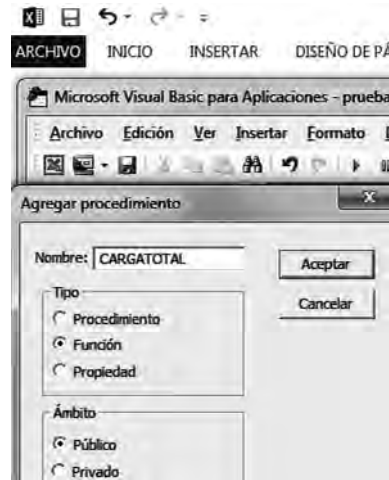 ARCHIVO INICIO INSERTAR DISEÑO DE PÁ
Microsoft Visual Basic para Aplicaciones - prueba
Archivo Edición Ver Insertar Formato
Agregar procedimiento
Nombre: CARGATOTAL
Aceptar
Tipo
Cancelar
Procedimiento
Función
Propiedad
Ámbito
Público
Privado